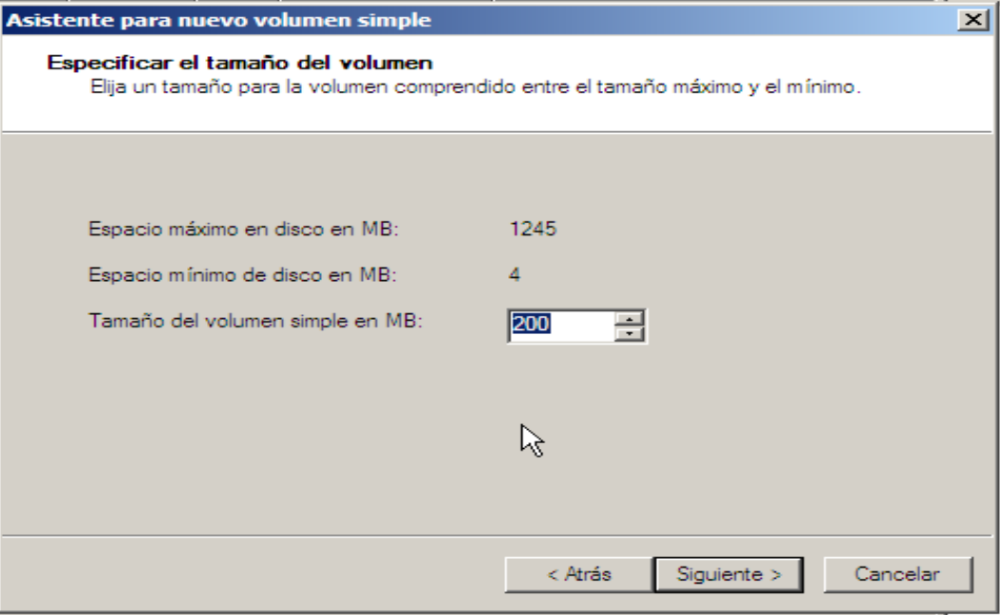 Asistente para nuevo volumen simple
Especificar el tamaño del volumen
Elija un tamaño para la volumen comprendido entre el tamaño máximo y el mínimo.
Espacio máximo en disco en MB: 1245
Espacio mínimo de disco en MB: 4
Tamaño del volumen simple en MB: 200
< Atrás Siguiente > Cancelar